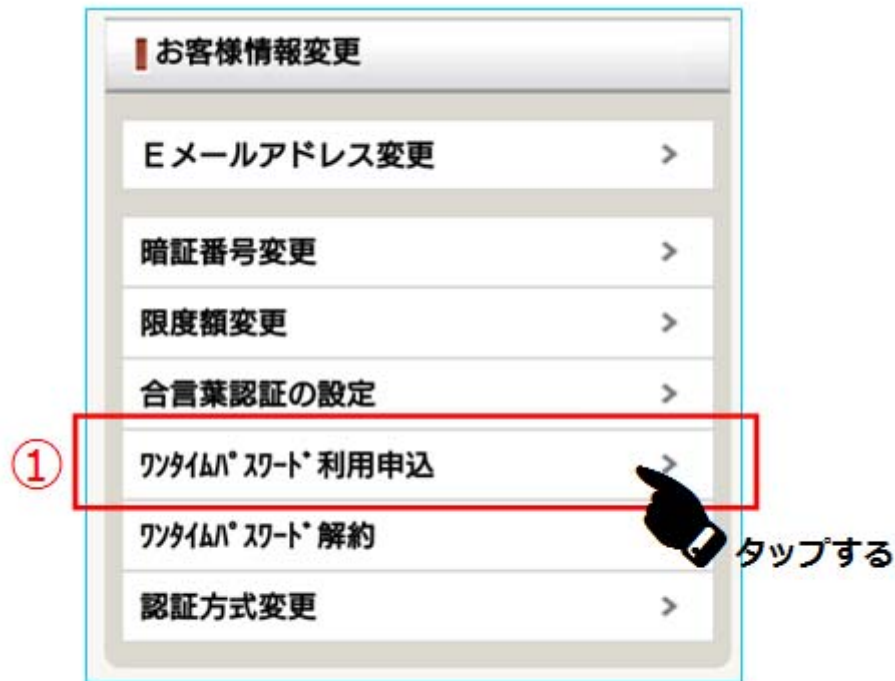 お客様情報変更
Eメールアドレス変更 >
暗証番号変更 >
限度額変更 >
合言葉認証の設定 >
① ﾜﾝﾀｲﾑﾊﾟｽﾜｰﾄﾞ利用申込 >
ﾜﾝﾀｲﾑﾊﾟｽﾜｰﾄﾞ解約
タップする
認証方式変更 >